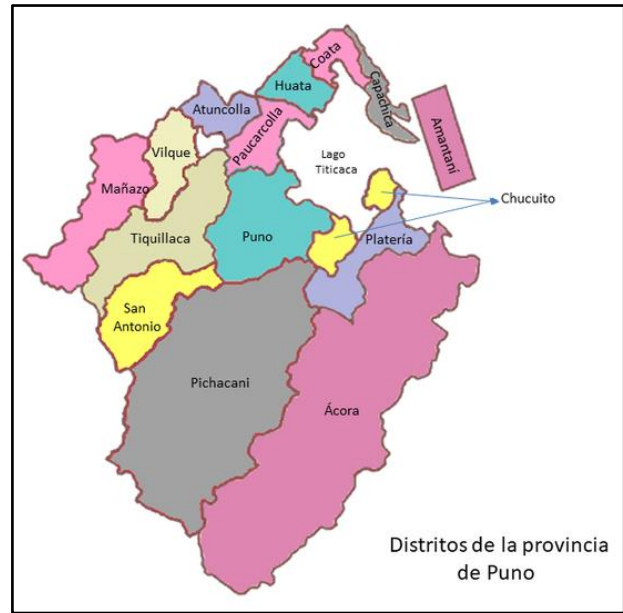 Coata
Capachica
Huata
Atuncolla
Amantani
Paucarcolla
Vilque
Lago
Titicaca
Mañazo
Chucuito
Tiquillaca
Puno
Platería
San
Antonio
Pichacani
Ácora
Distritos de la provincia
de Puno